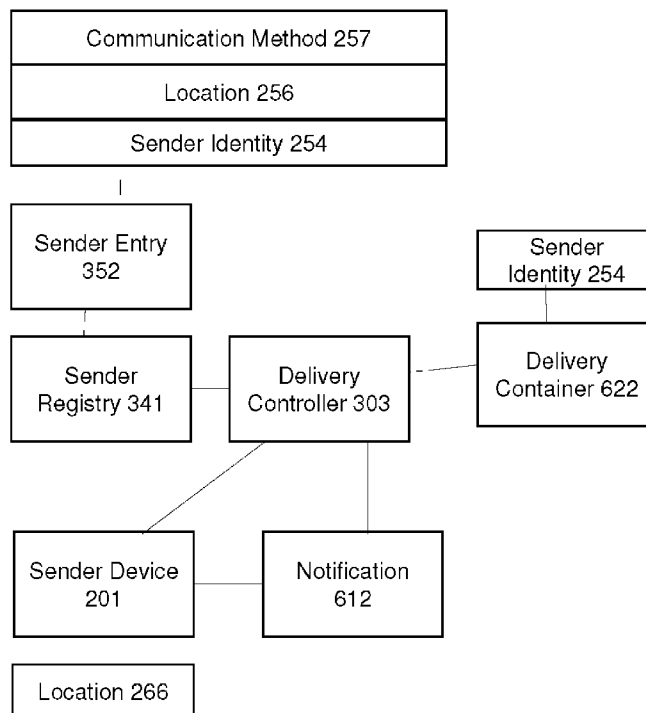 Communication Method 257
Location 256
Sender Identity 254
Sender Entry
352
Sender
Identity 254
Sender
Registry 341
Delivery
Controller 303
Delivery
Container 622
Sender Device
201
Notification
612
Location 266